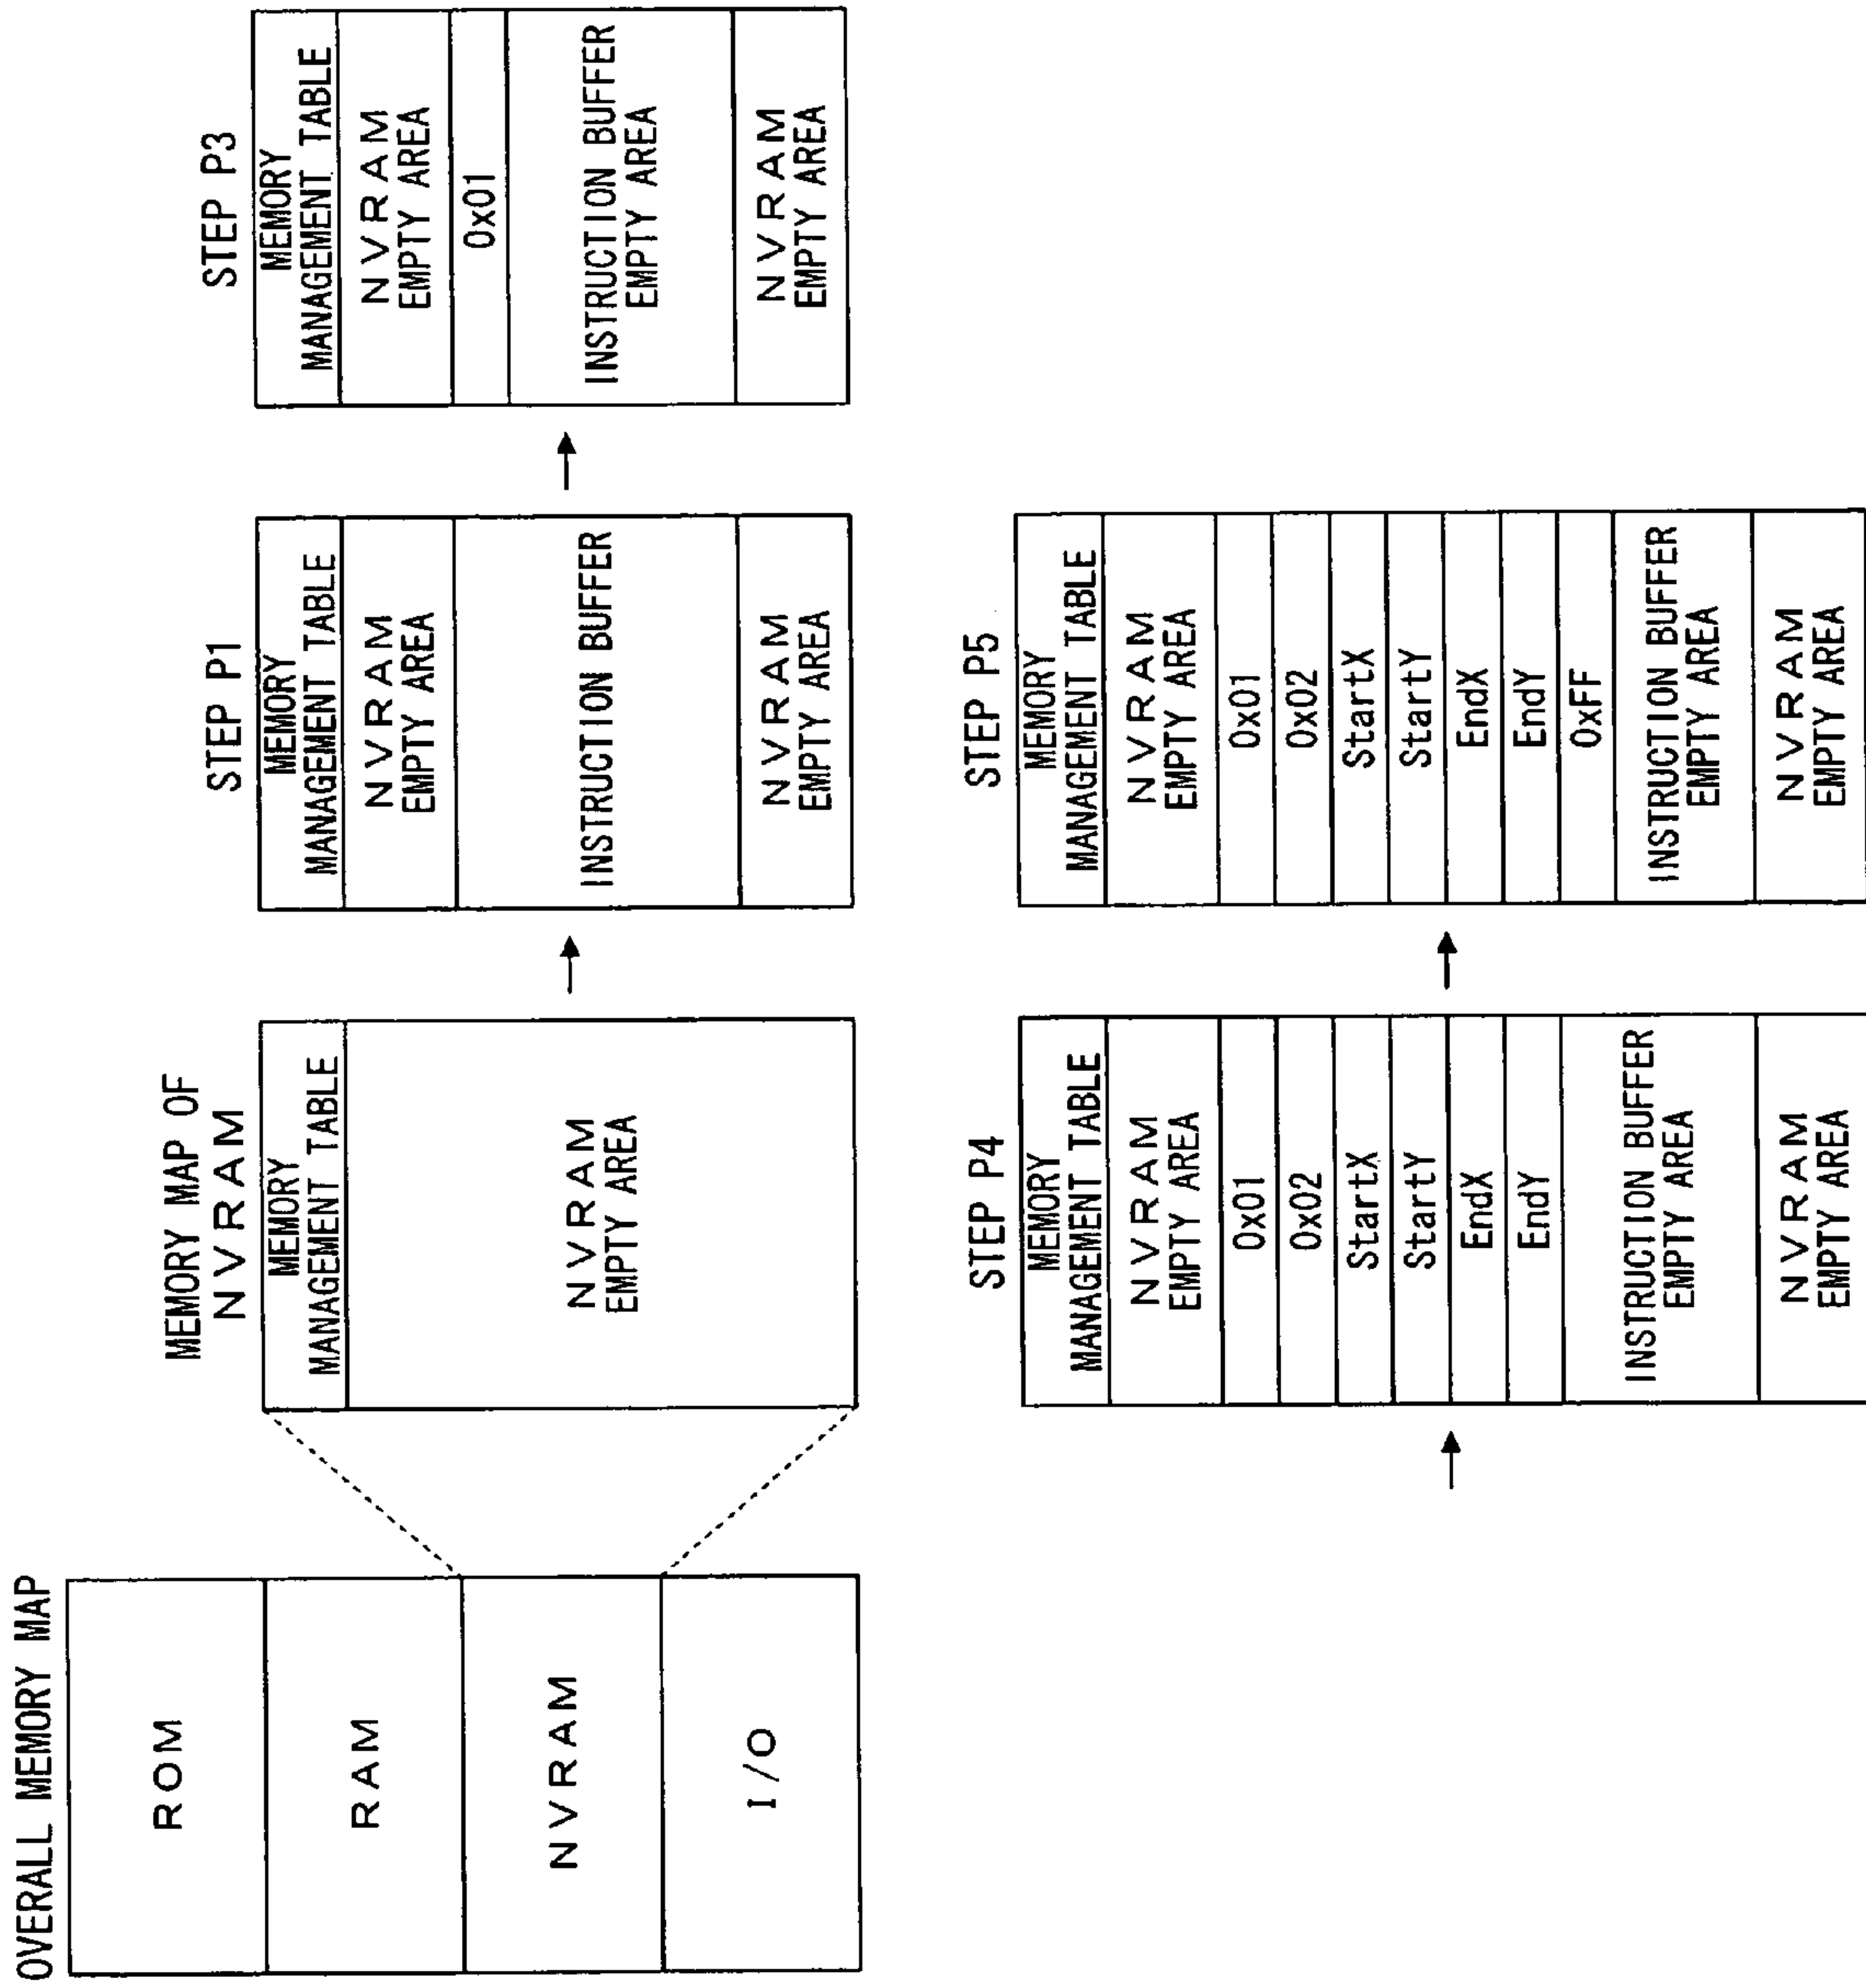 OVERALL MEMORY MAP
ROM
RAM
NVRAM
I/O
MEMORY MAP OF
NVRAM
MEMORY
MANAGEMENT TABLE
NVRAM
EMPTY AREA
STEP P1
MEMORY
MANAGEMENT TABLE
NVRAM
EMPTY AREA
INSTRUCTION BUFFER
NVRAM
EMPTY AREA
STEP P3
MEMORY
MANAGEMENT TABLE
NVRAM
EMPTY AREA
0x01
INSTRUCTION BUFFER
EMPTY AREA
NVRAM
EMPTY AREA
STEP P4
MEMORY
MANAGEMENT TABLE
NVRAM
EMPTY AREA
0x01
0x02
StartX
StartY
EndX
EndY
INSTRUCTION BUFFER
EMPTY AREA
NVRAM
EMPTY AREA
STEP P5
MEMORY
MANAGEMENT TABLE
NVRAM
EMPTY AREA
0x01
0x02
StartX
StartY
EndX
EndY
0xFF
INSTRUCTION BUFFER
EMPTY AREA
NVRAM
EMPTY AREA